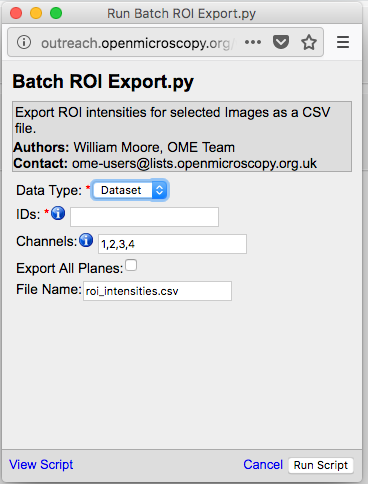 Run Batch ROI Export.py
outreach.openmicroscopy.org/
Batch ROI Export.py
Export ROI intensities for selected Images as a CSV
file.
Authors: William Moore, OME Team
Contact: ome-users@lists.openmicroscopy.org.uk
Data Type: * Dataset
IDs: *
Channels: 1,2,3,4
Export All Planes:
File Name: roi_intensities.csv
View Script Cancel Run Script